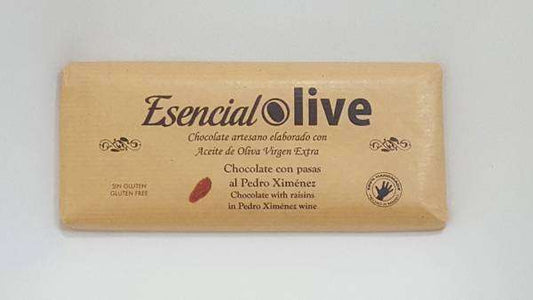 Esencial Olive
Chocolate artesano elaborado con
Aceite de Oliva Virgen Extra
Chocolate con pasas
al Pedro Ximénez
Chocolate with raisins
in Pedro Ximénez wine
SIN GLUTEN
GLUTEN FREE